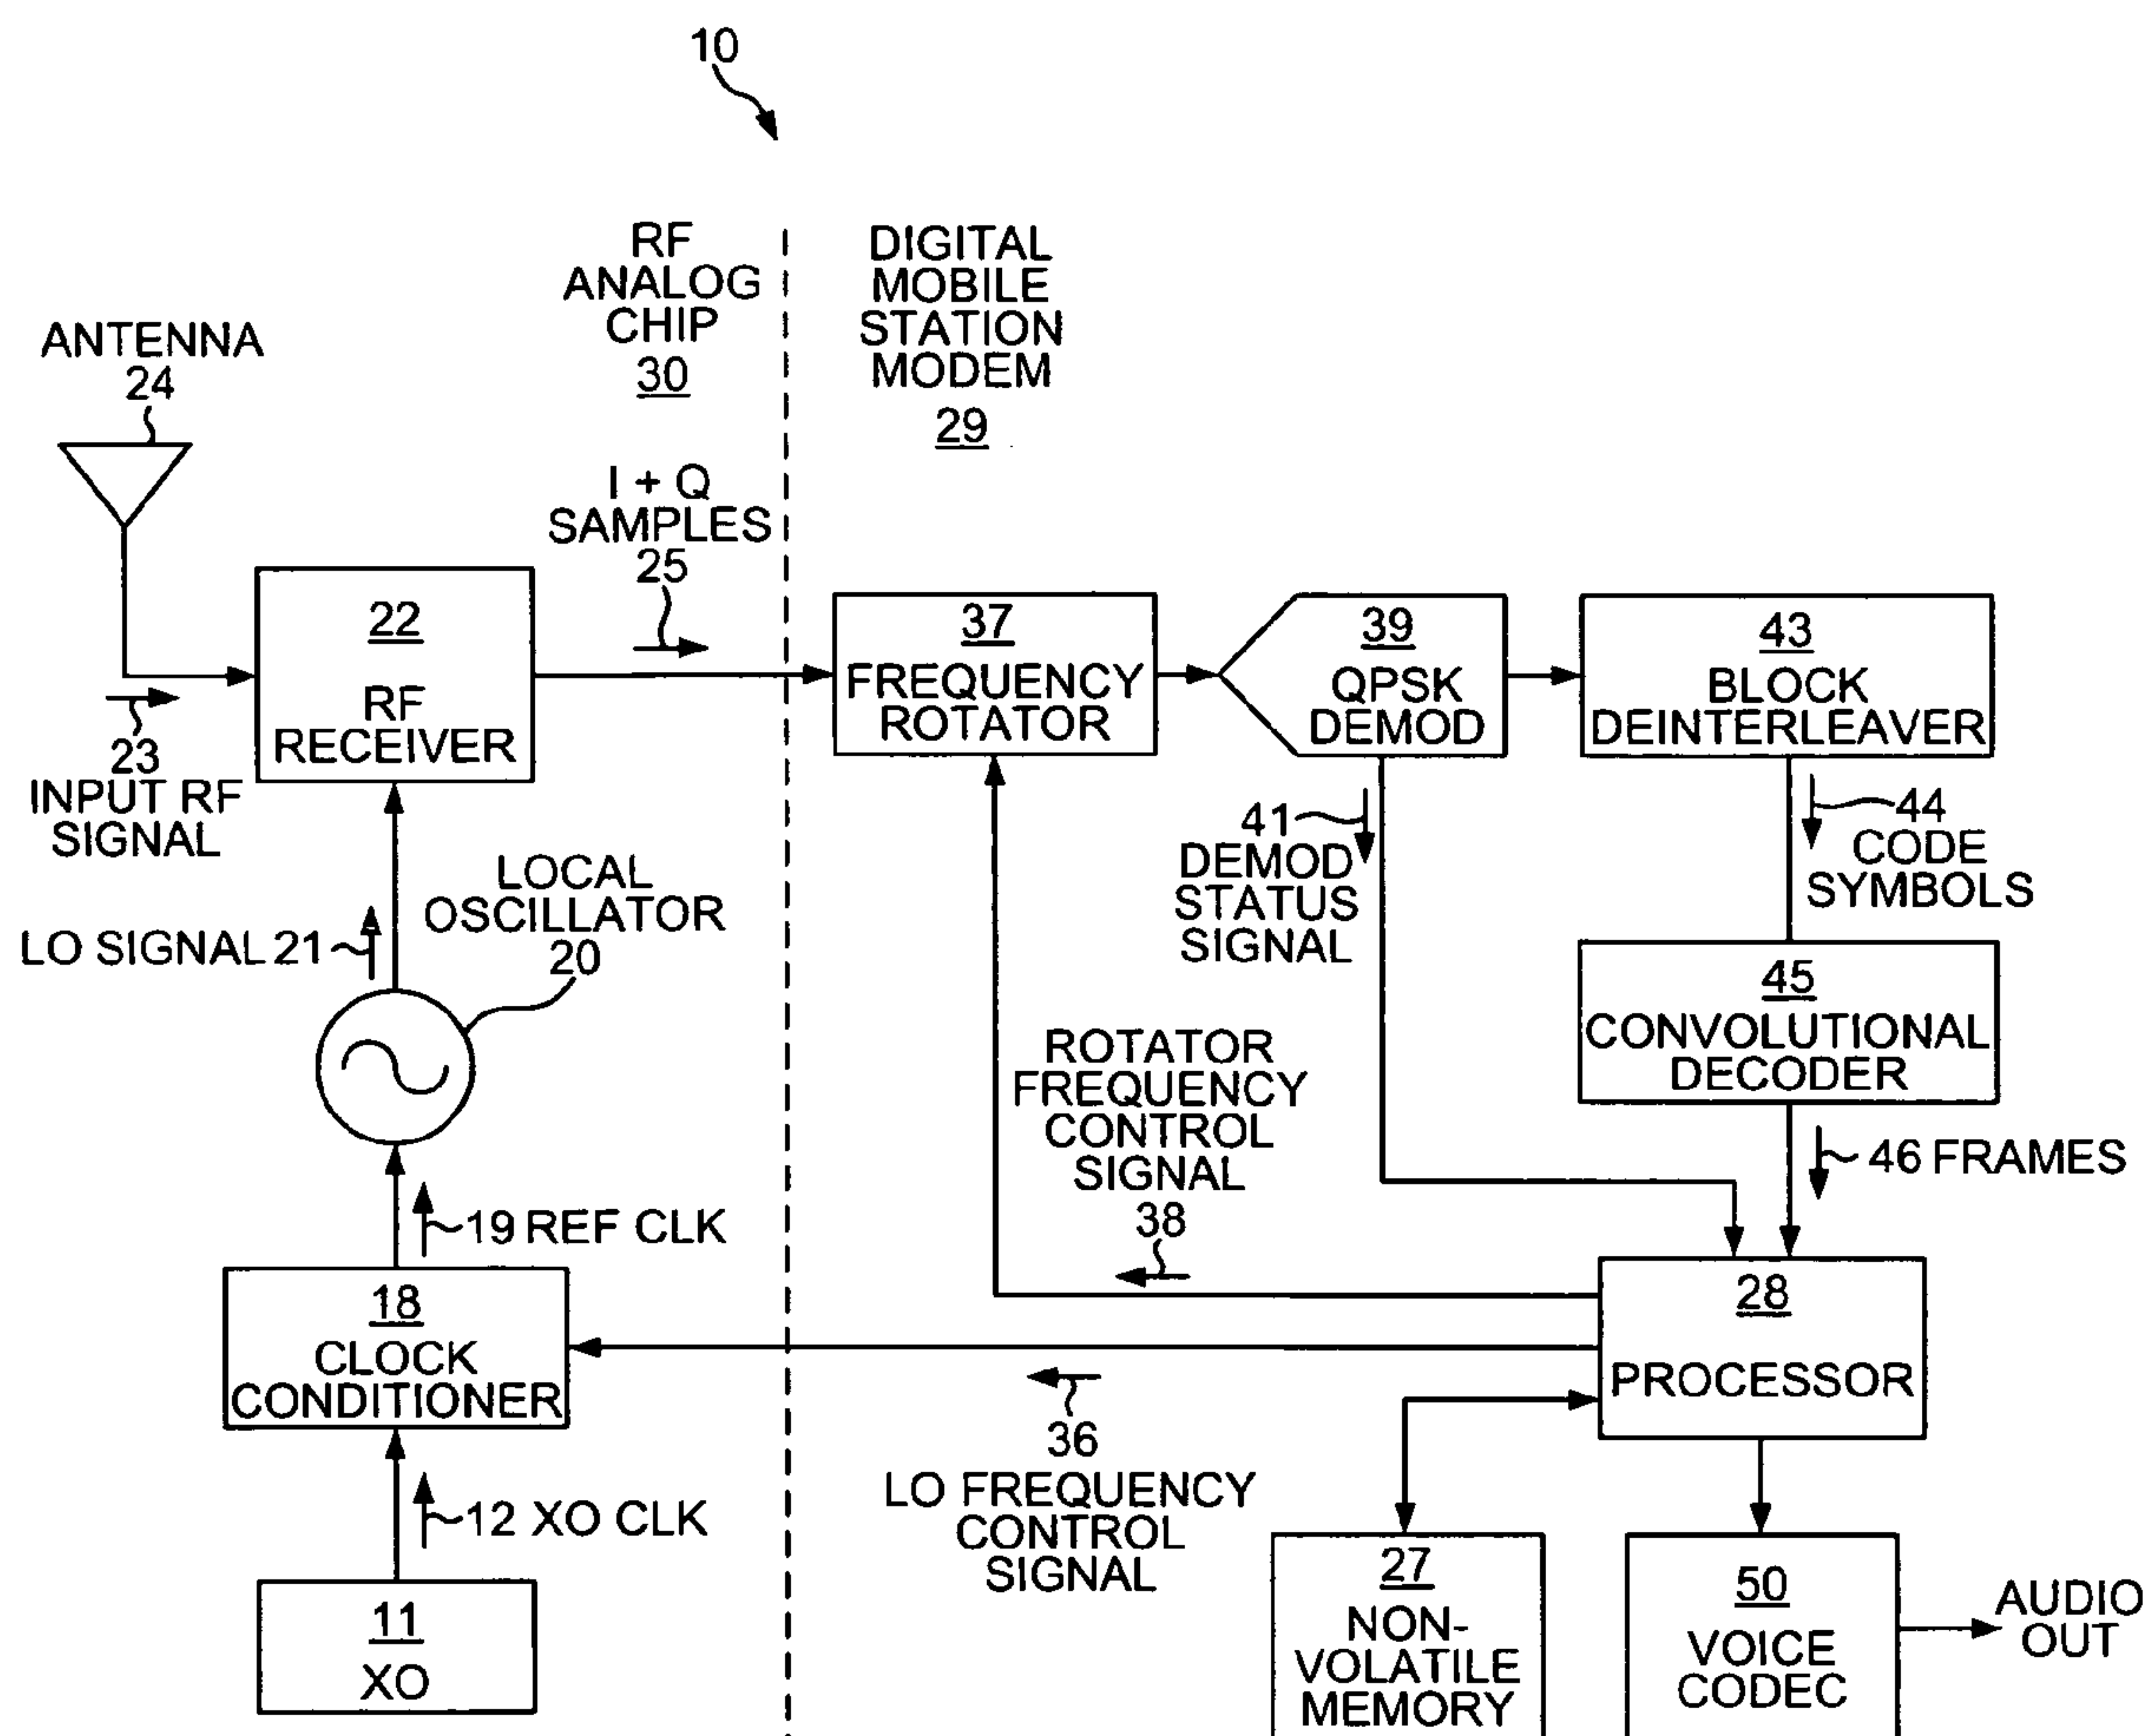 10
RF
ANALOG
CHIP
30
DIGITAL
MOBILE
STATION
MODEM
29
ANTENNA
24
I + Q
SAMPLES
25
22
RF
RECEIVER
23
INPUT RF
SIGNAL
37
FREQUENCY
ROTATOR
39
QPSK
DEMOD
43
BLOCK
DEINTERLEAVER
41
DEMOD
STATUS
SIGNAL
44
CODE
SYMBOLS
LOCAL
OSCILLATOR
20
LO SIGNAL 21
45
CONVOLUTIONAL
DECODER
ROTATOR
FREQUENCY
CONTROL
SIGNAL
38
46 FRAMES
19 REF CLK
18
CLOCK
CONDITIONER
28
PROCESSOR
36
LO FREQUENCY
CONTROL
SIGNAL
12 XO CLK
11
XO
27
NON-
VOLATILE
MEMORY
50
VOICE
CODEC
AUDIO
OUT